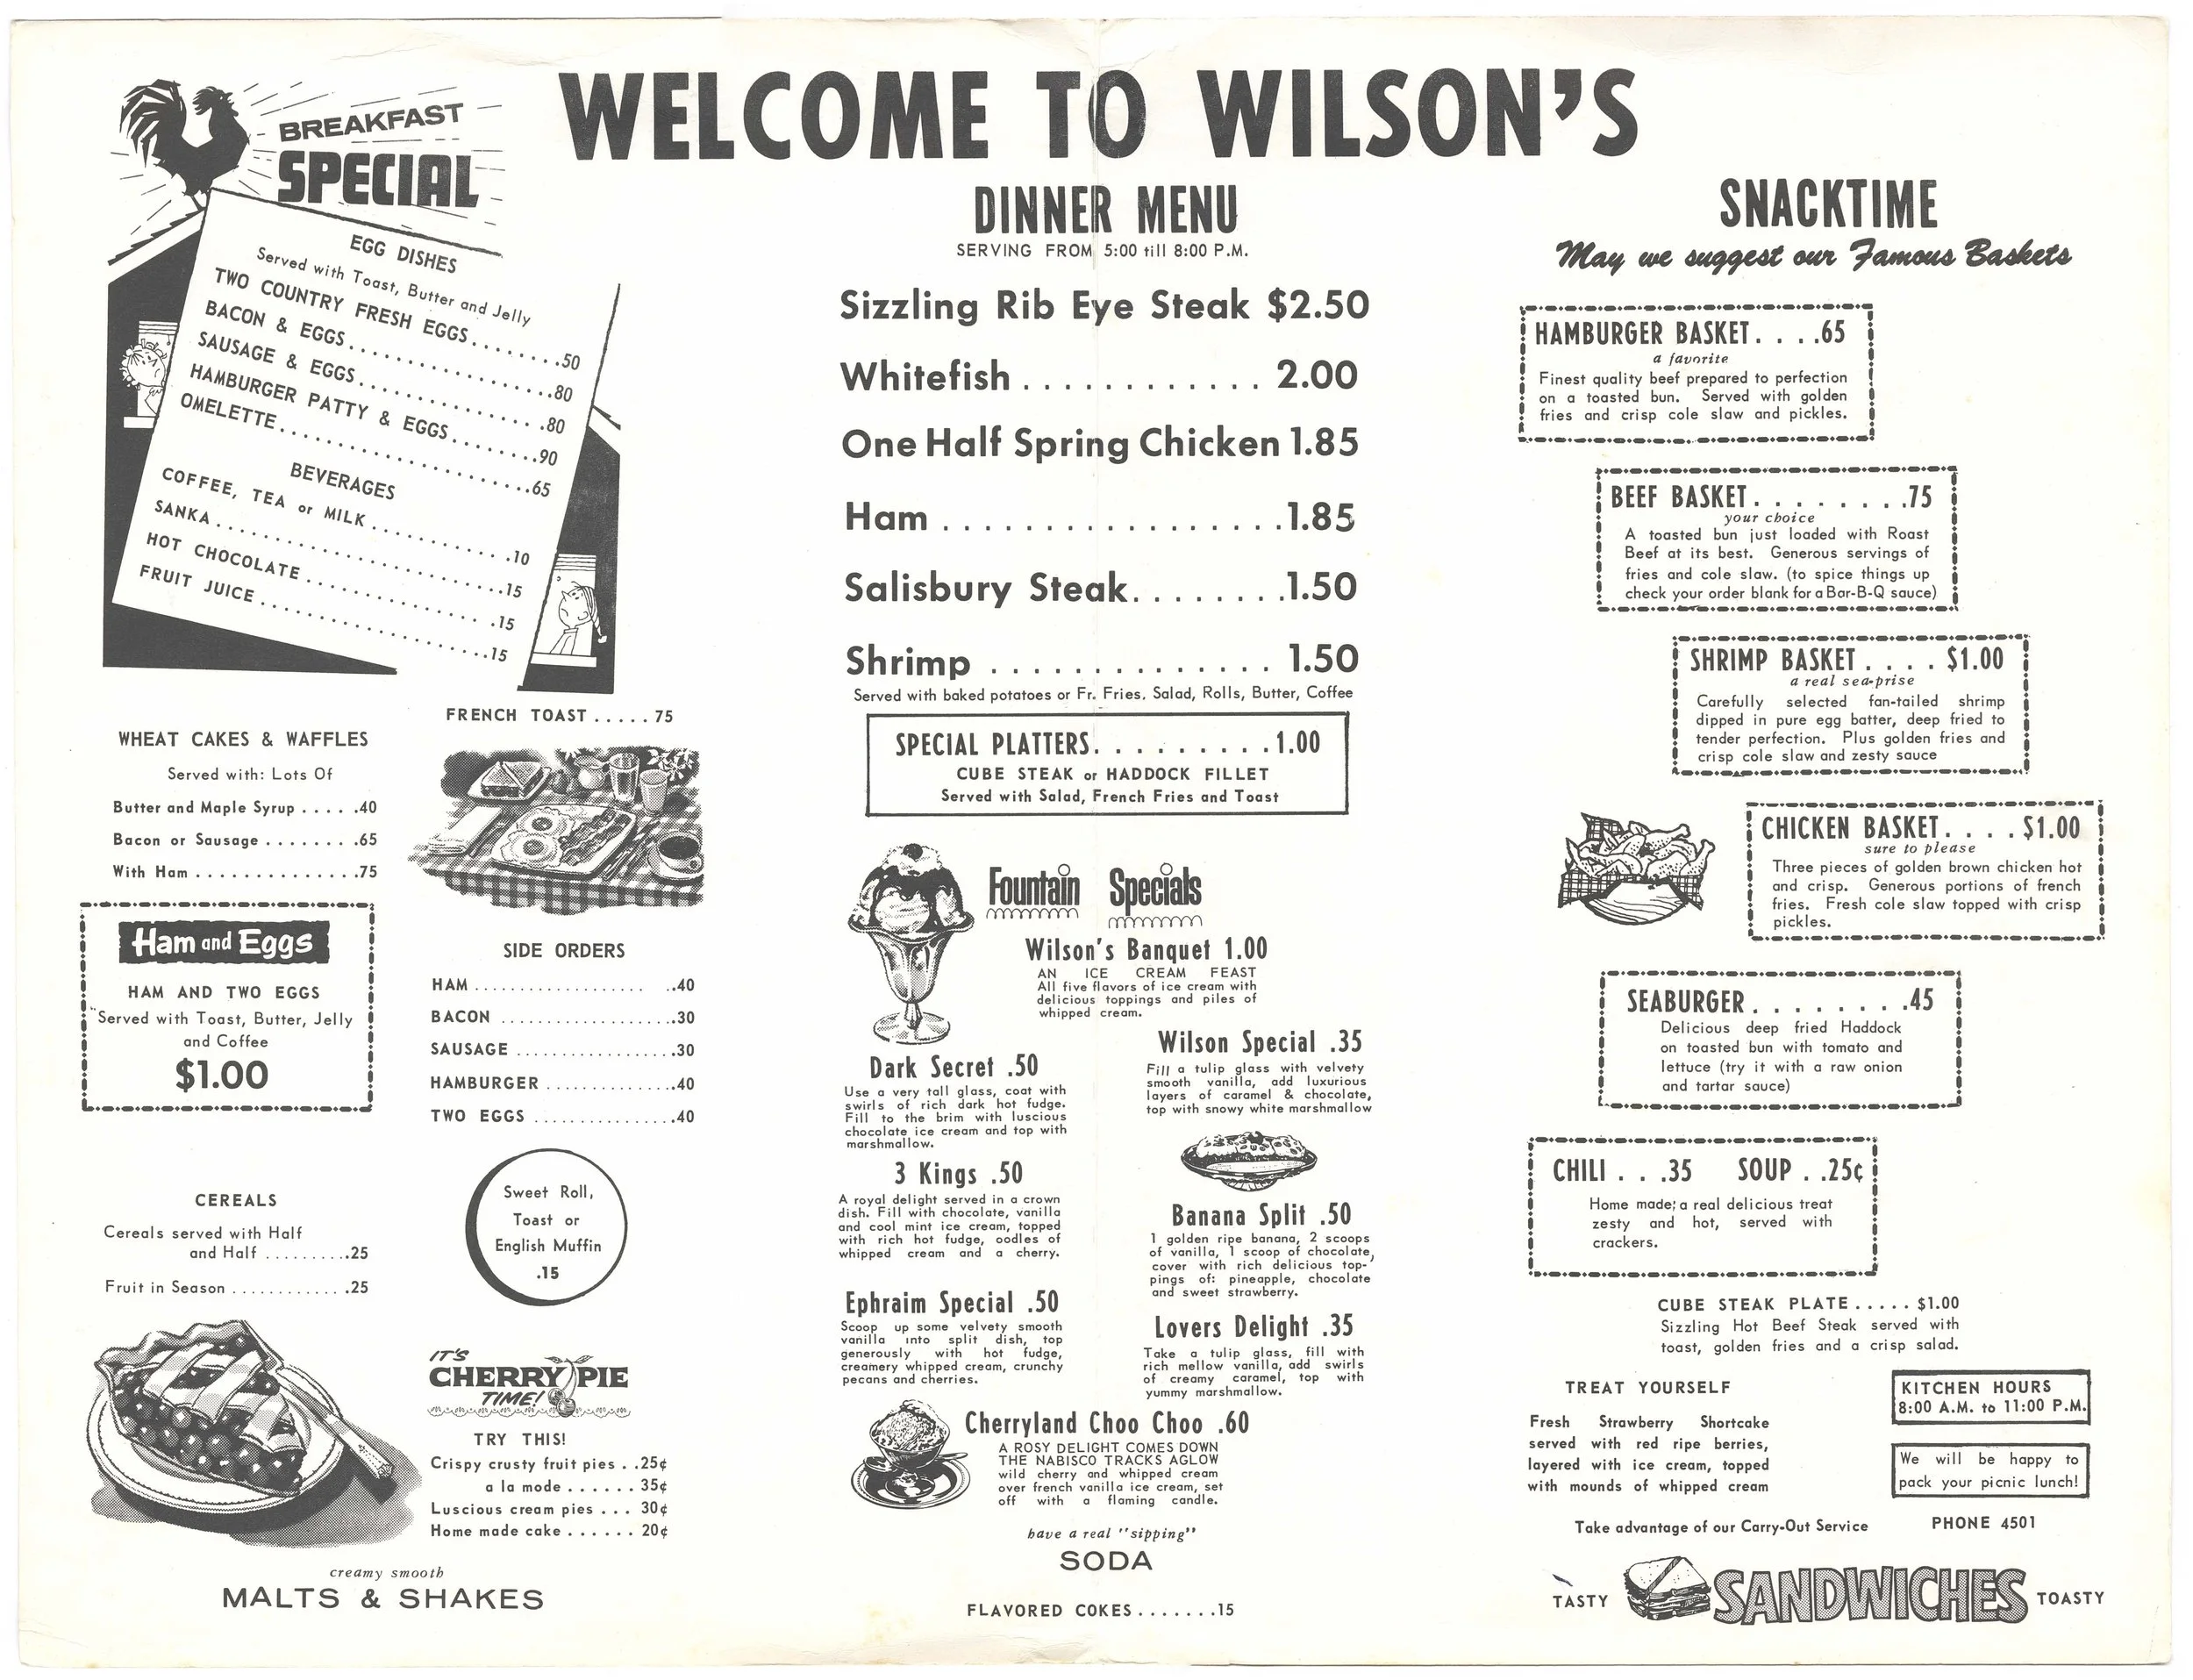 WELCOME TO WILSON'S
BREAKFAST
SPECIAL
EGG DISHES
Served with Toast, Butter and Jelly
TWO COUNTRY FRESH EGGS........50
BACON & EGGS....................80
SAUSAGE & EGGS..................80
HAMBURGER PATTY & EGGS........90
OMELETTE.........................65
BEVERAGES
COFFEE, TEA or MILK..............10
SANKA............................15
HOT CHOCOLATE..................15
FRUIT JUICE.......................15
FRENCH TOAST.....75
WHEAT CAKES & WAFFLES
Served with: Lots Of
Butter and Maple Syrup.....40
Bacon or Sausage........65
With Ham..............75
Ham and Eggs
HAM AND TWO EGGS
Served with Toast, Butter, Jelly
and Coffee
$1.00
SIDE ORDERS
HAM.................... ..40
BACON....................30
SAUSAGE...................30
HAMBURGER...............40
TWO EGGS................40
CEREALS
Cereals served with Half
and Half..........25
Fruit in Season.............25
Sweet Roll,
Toast or
English Muffin
.15
IT'S
CHERRY PIE
TIME!
TRY THIS!
Crispy crusty fruit pies..25¢
a la mode......35¢
Luscious cream pies...30¢
Home made cake......20¢
creamy smooth
MALTS & SHAKES
DINNER MENU
SERVING FROM 5:00 till 8:00 P.M.
Sizzling Rib Eye Steak $2.50
Whitefish............2.00
One Half Spring Chicken 1.85
Ham.................1.85
Salisbury Steak........1.50
Shrimp..............1.50
Served with baked potatoes or Fr. Fries. Salad, Rolls, Butter, Coffee
SPECIAL PLATTERS.........1.00
CUBE STEAK or HADDOCK FILLET
Served with Salad, French Fries and Toast
Fountain Specials
Wilson's Banquet 1.00
AN ICE CREAM FEAST
All five flavors of ice cream with
delicious toppings and piles of
whipped cream.
Dark Secret .50
Use a very tall glass, coat with
swirls of rich dark hot fudge.
Fill to the brim with luscious
chocolate ice cream and top with
marshmallow.
3 Kings .50
A royal delight served in a crown
dish. Fill with chocolate, vanilla
and cool mint ice cream, topped
with rich hot fudge, oodles of
whipped cream and a cherry.
Ephraim Special .50
Scoop up some velvety smooth
vanilla into split dish, top
generously with hot fudge,
creamery whipped cream, crunchy
pecans and cherries.
Wilson Special .35
Fill a tulip glass with velvety
smooth vanilla, add luxurious
layers of caramel & chocolate,
top with snowy white marshmallow
Banana Split .50
1 golden ripe banana, 2 scoops
of vanilla, 1 scoop of chocolate,
cover with rich delicious top-
pings of: pineapple, chocolate
and sweet strawberry.
Lovers Delight .35
Take a tulip glass, fill with
rich mellow vanilla, add swirls
of creamy caramel, top with
yummy marshmallow.
Cherryland Choo Choo .60
A ROSY DELIGHT COMES DOWN
THE NABISCO TRACKS AGLOW
wild cherry and whipped cream
over french vanilla ice cream, set
off with a flaming candle.
have a real "sipping"
SODA
FLAVORED COKES.......15
SNACKTIME
May we suggest our Famous Baskets
HAMBURGER BASKET....65
a favorite
Finest quality beef prepared to perfection
on a toasted bun. Served with golden
fries and crisp cole slaw and pickles.
BEEF BASKET........75
your choice
A toasted bun just loaded with Roast
Beef at its best. Generous servings of
fries and cole slaw. (to spice things up
check your order blank for a Bar-B-Q sauce)
SHRIMP BASKET....$1.00
a real sea-prise
Carefully selected fan-tailed shrimp
dipped in pure egg batter, deep fried to
tender perfection. Plus golden fries and
crisp cole slaw and zesty sauce
CHICKEN BASKET....$1.00
sure to please
Three pieces of golden brown chicken hot
and crisp. Generous portions of french
fries. Fresh cole slaw topped with crisp
pickles.
SEABURGER........45
Delicious deep fried Haddock
on toasted bun with tomato and
lettuce (try it with a raw onion
and tartar sauce)
CHILI...35 SOUP..25¢
Home made; a real delicious treat
zesty and hot, served with
crackers.
CUBE STEAK PLATE.....$1.00
Sizzling Hot Beef Steak served with
toast, golden fries and a crisp salad.
TREAT YOURSELF
Fresh Strawberry Shortcake
served with red ripe berries,
layered with ice cream, topped
with mounds of whipped cream
KITCHEN HOURS
8:00 A.M. to 11:00 P.M.
We will be happy to
pack your picnic lunch!
Take advantage of our Carry-Out Service PHONE 4501
TASTY SANDWICHES TOASTY